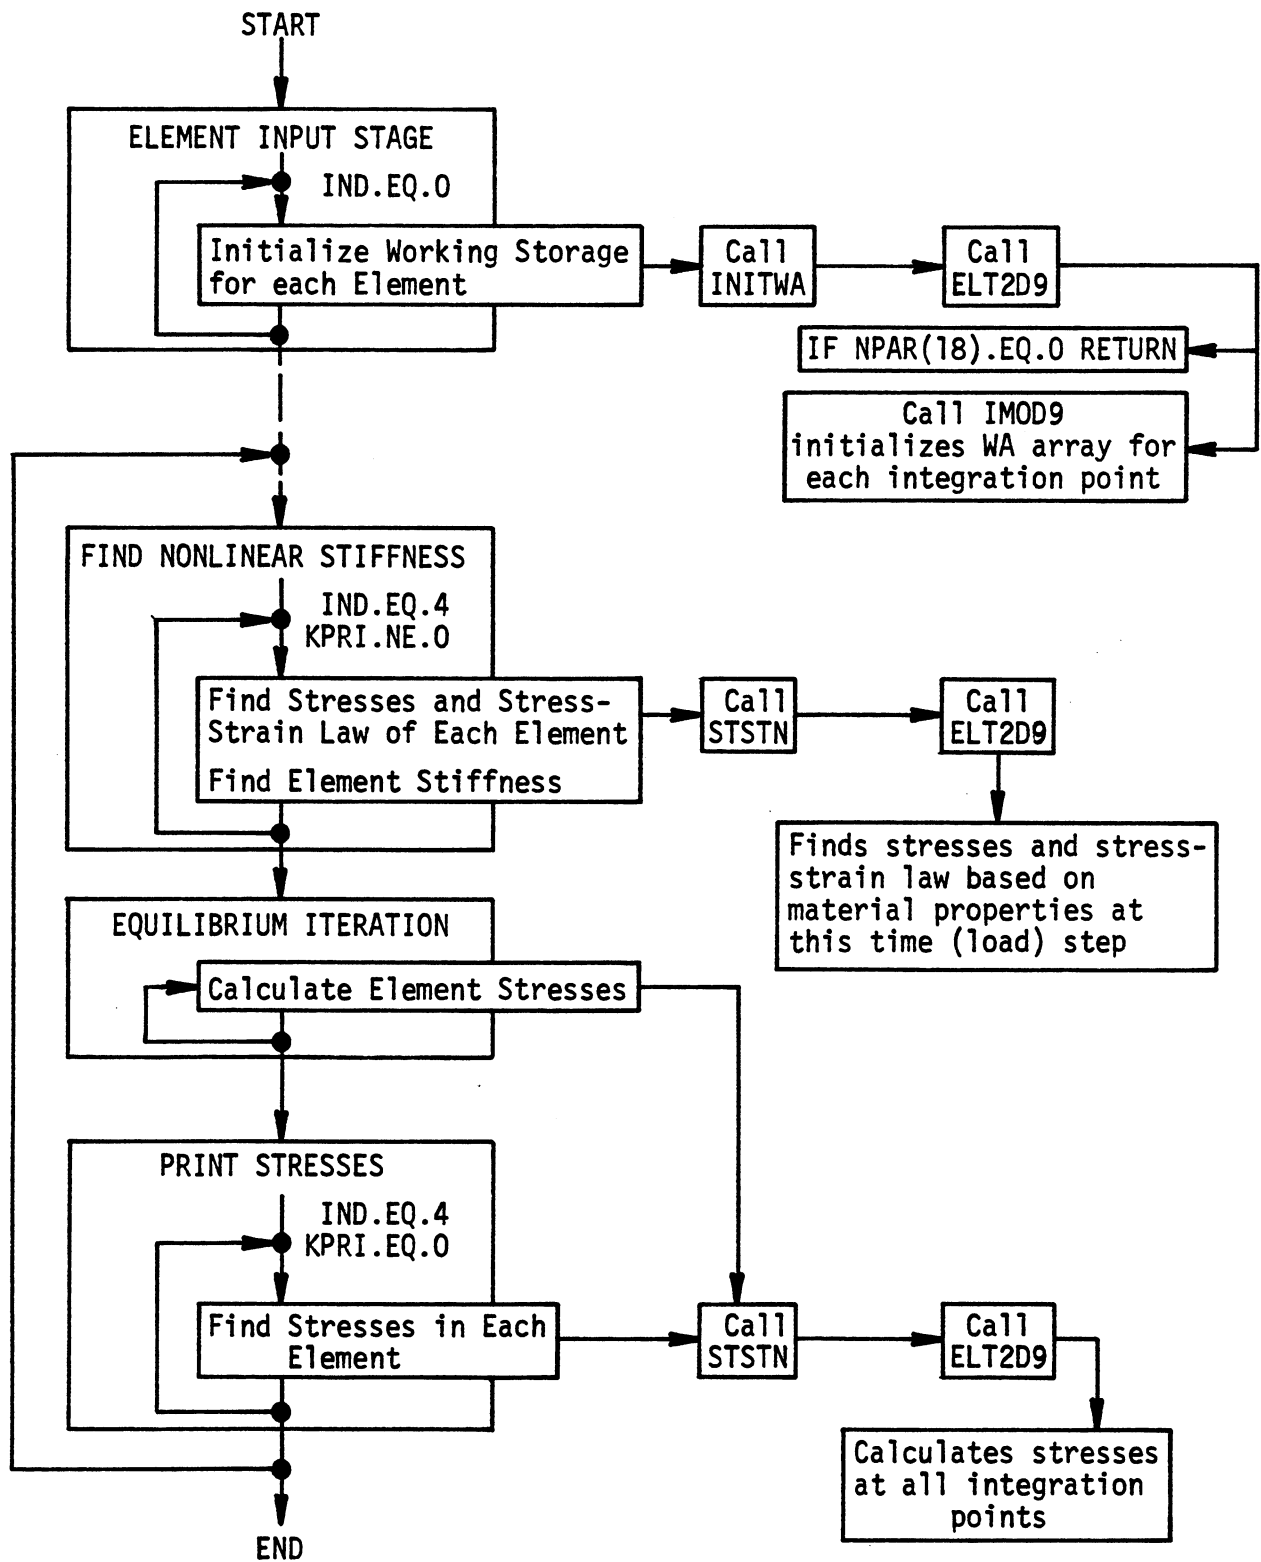 START
ELEMENT INPUT STAGE
IND.EQ.0
Initialize Working Storage
for each Element
Call
INITWA
Call
ELT2D9
IF NPAR(18).EQ.0 RETURN
Call IMOD9
initializes WA array for
each integration point
FIND NONLINEAR STIFFNESS
IND.EQ.4
KPRI.NE.0
Find Stresses and Stress-
Strain Law of Each Element
Find Element Stiffness
Call
STSTN
Call
ELT2D9
Finds stresses and stress-
strain law based on
material properties at
this time (load) step
EQUILIBRIUM ITERATION
Calculate Element Stresses
PRINT STRESSES
IND.EQ.4
KPRI.EQ.0
Find Stresses in Each
Element
Call
STSTN
Call
ELT2D9
Calculates stresses
at all integration
points
END